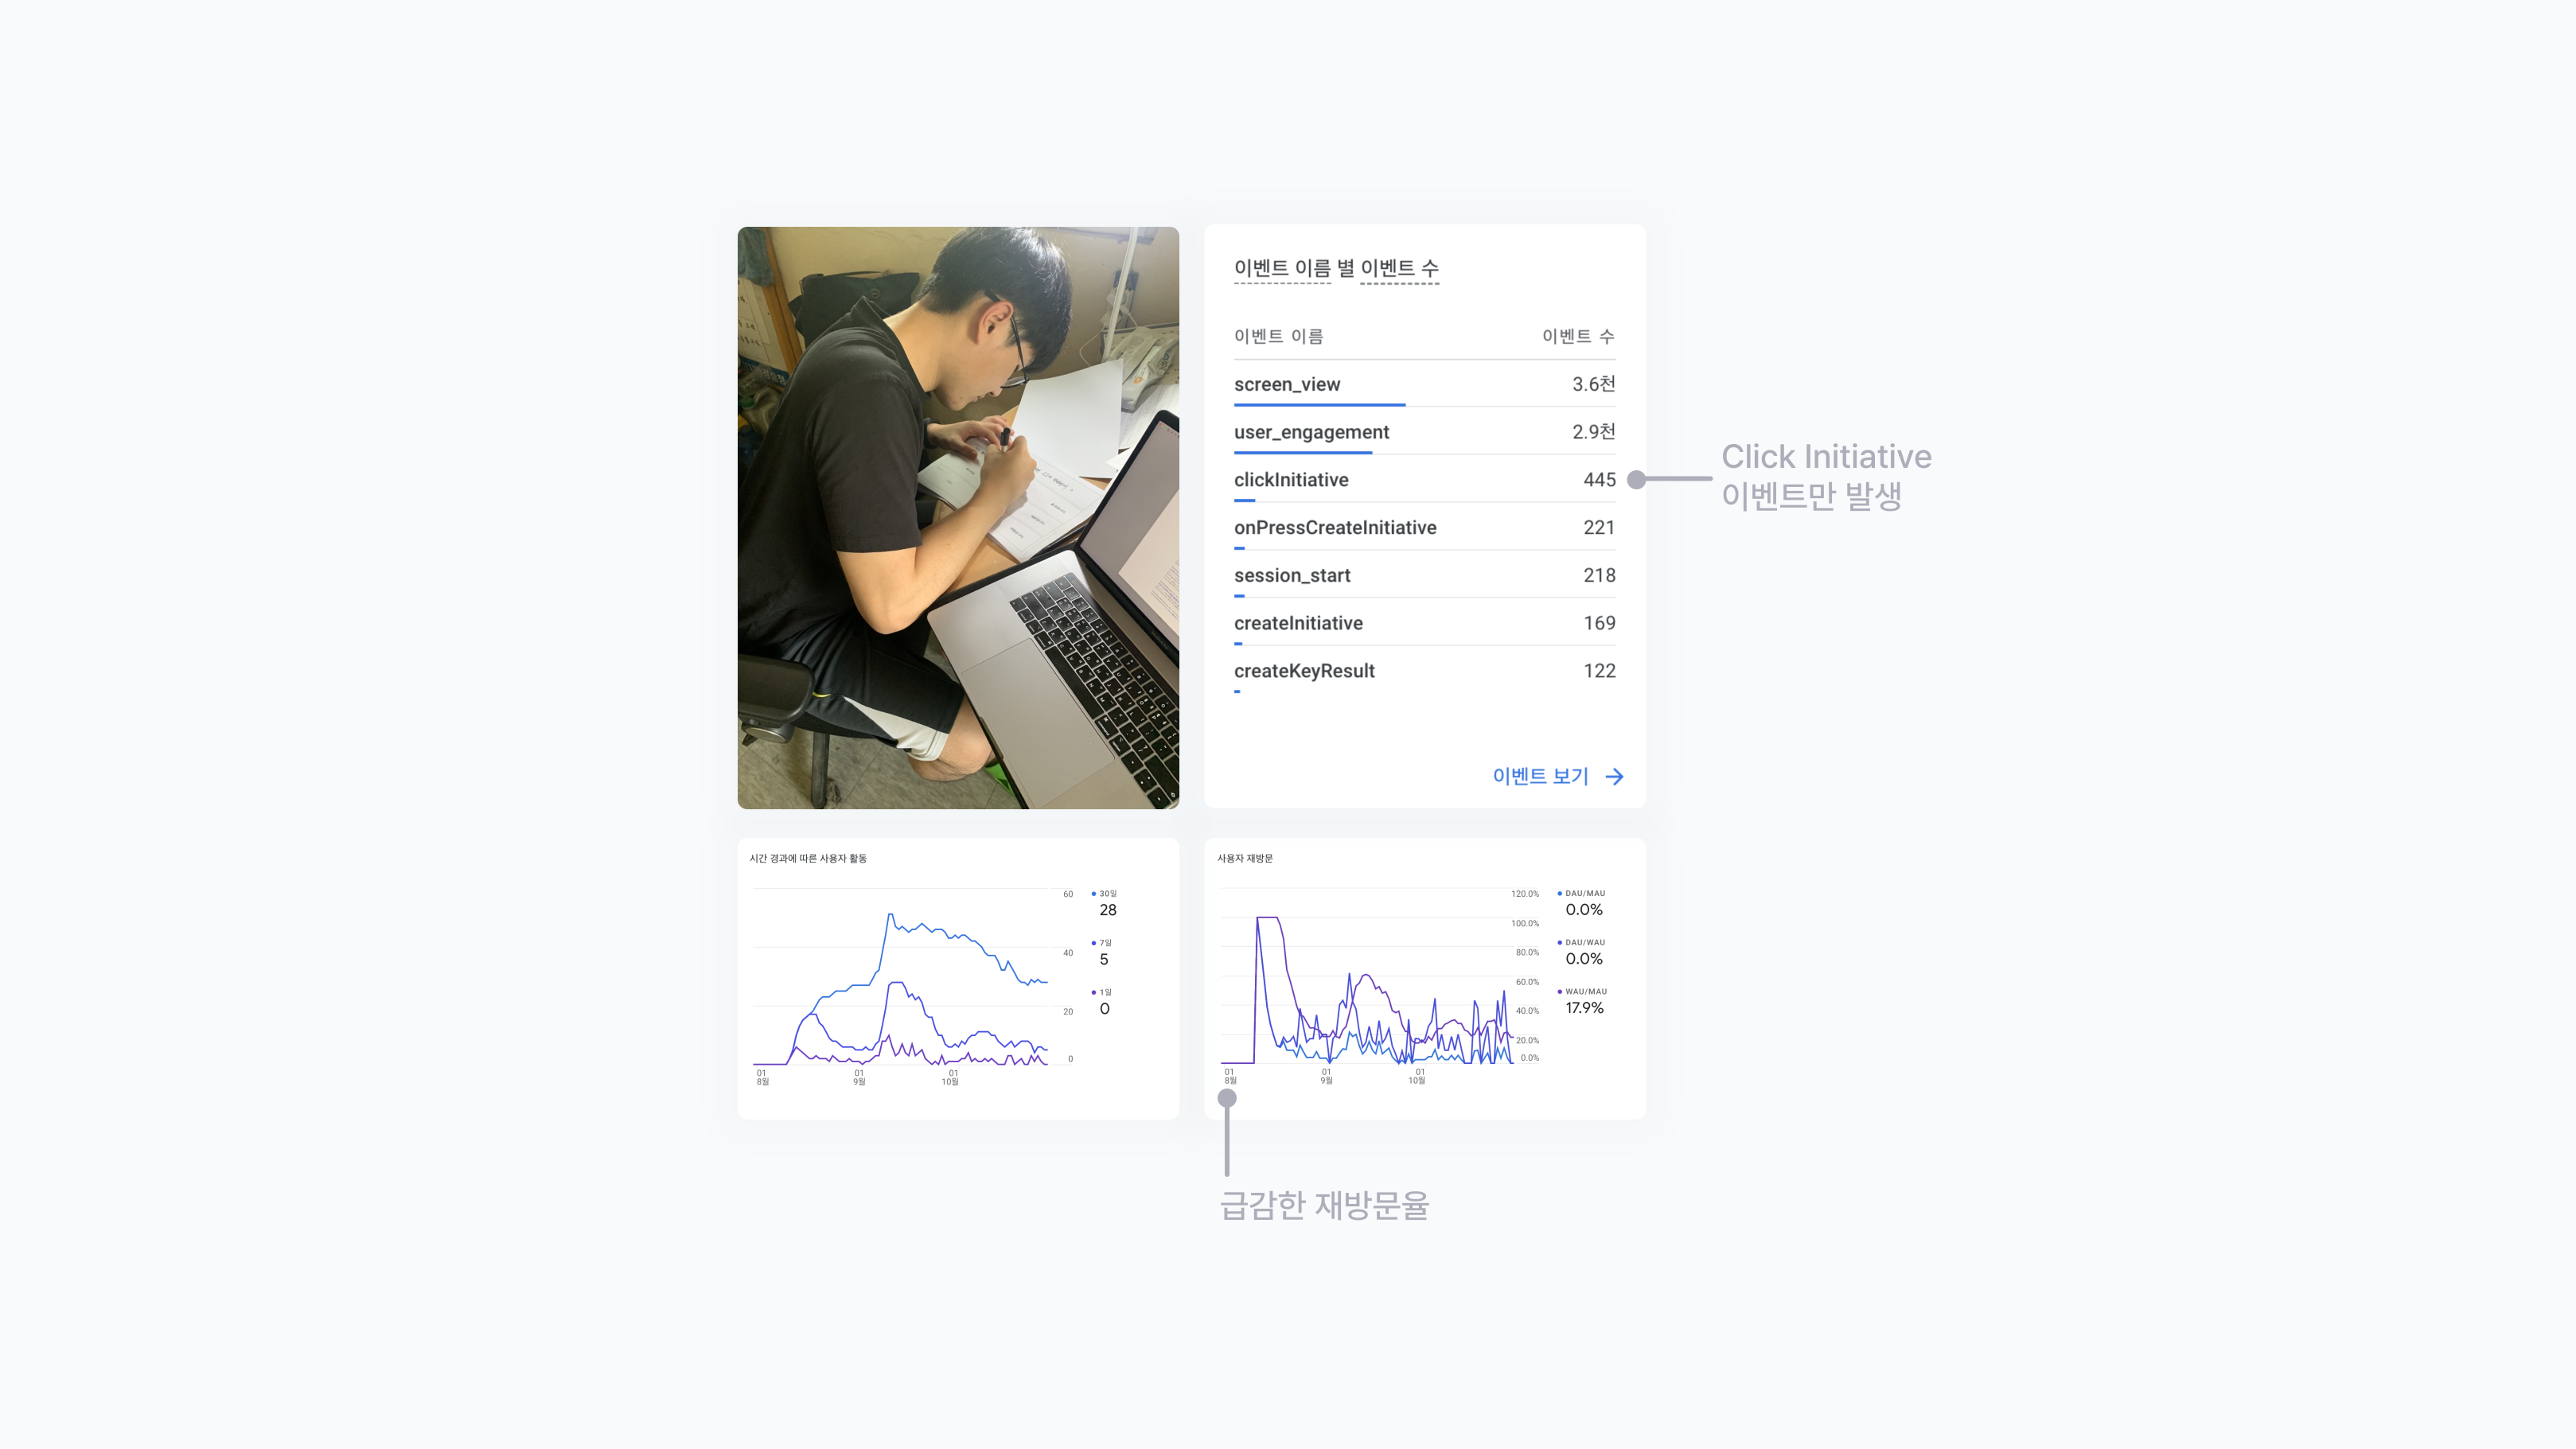 이벤트 이름 별 이벤트 수
이벤트 이름 이벤트 수
screen_view 3.6천
user_engagement 2.9천
clickInitiative 445
onPressCreateInitiative 221
session_start 218
createInitiative 169
createKeyResult 122
이벤트 보기 →
Click Initiative
이벤트만 발생
시간 경과에 따른 사용자 활동
60
40
20
0
01
8월
01
9월
01
10월
30일
28
7일
5
1일
0
사용자 재방문
120.0%
100.0%
80.0%
60.0%
40.0%
20.0%
0.0%
01
8월
01
9월
01
10월
DAU/MAU
0.0%
DAU/WAU
0.0%
WAU/MAU
17.9%
급감한 재방문율